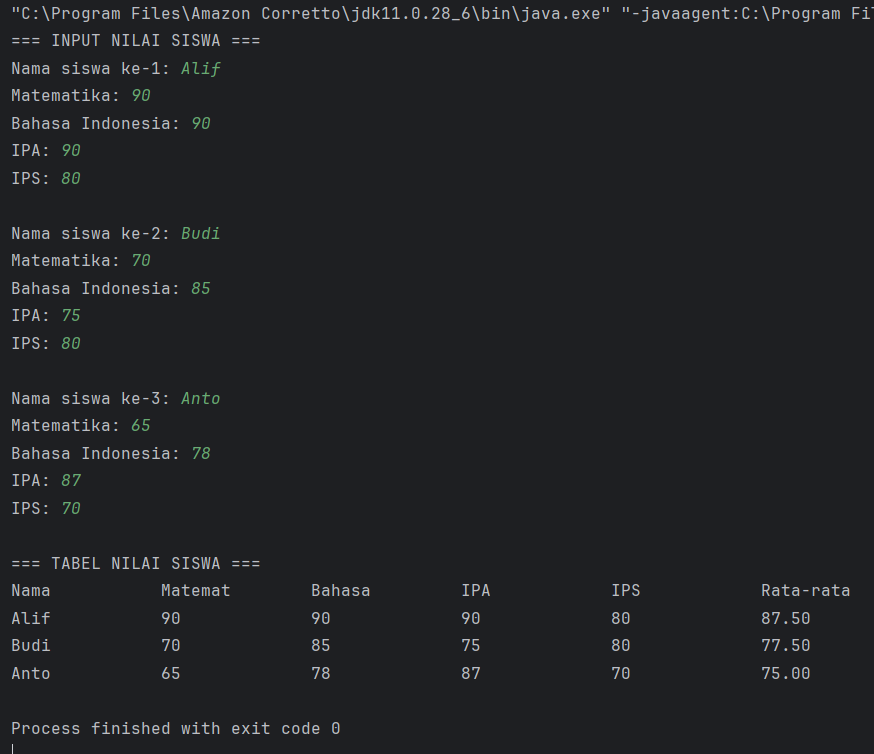 "C:\Program Files\Amazon Corretto\jdk11.0.28_6\bin\java.exe" "-javaagent:C:\Program Fil
=== INPUT NILAI SISWA ===
Nama siswa ke-1: Alif
Matematika: 90
Bahasa Indonesia: 90
IPA: 90
IPS: 80
Nama siswa ke-2: Budi
Matematika: 70
Bahasa Indonesia: 85
IPA: 75
IPS: 80
Nama siswa ke-3: Anto
Matematika: 65
Bahasa Indonesia: 78
IPA: 87
IPS: 70
=== TABEL NILAI SISWA ===
Nama Matemat Bahasa IPA IPS Rata-rata
Alif 90 90 90 80 87.50
Budi 70 85 75 80 77.50
Anto 65 78 87 70 75.00
Process finished with exit code 0